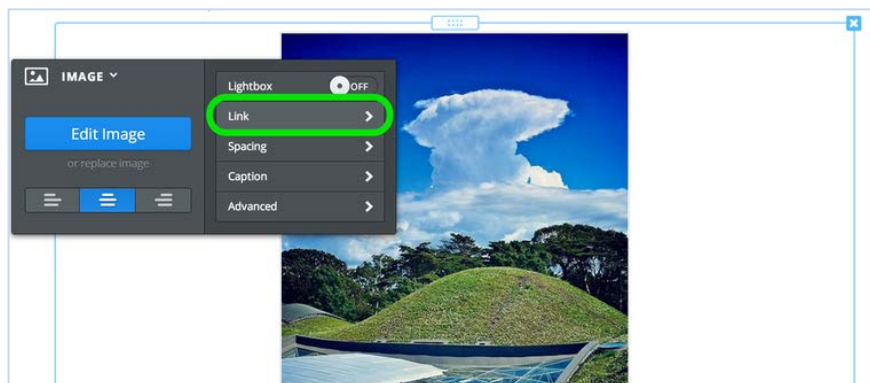 IMAGE
Edit Image
or replace image
Lightbox OFF
Link
Spacing
Caption
Advanced